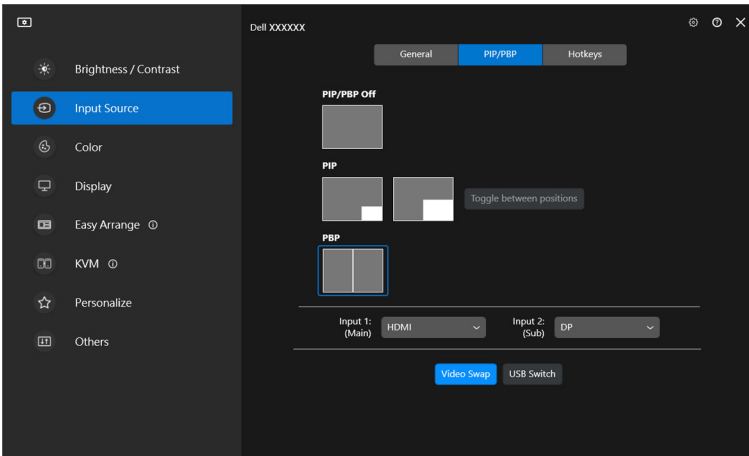 Dell XXXXXX
General PIP/PBP Hotkeys
Brightness / Contrast
Input Source
Color
Display
Easy Arrange
KVM
Personalize
Others
PIP/PBP Off
PIP
Toggle between positions
PBP
Input 1: HDMI Input 2: DP
(Main) (Sub)
Video Swap USB Switch